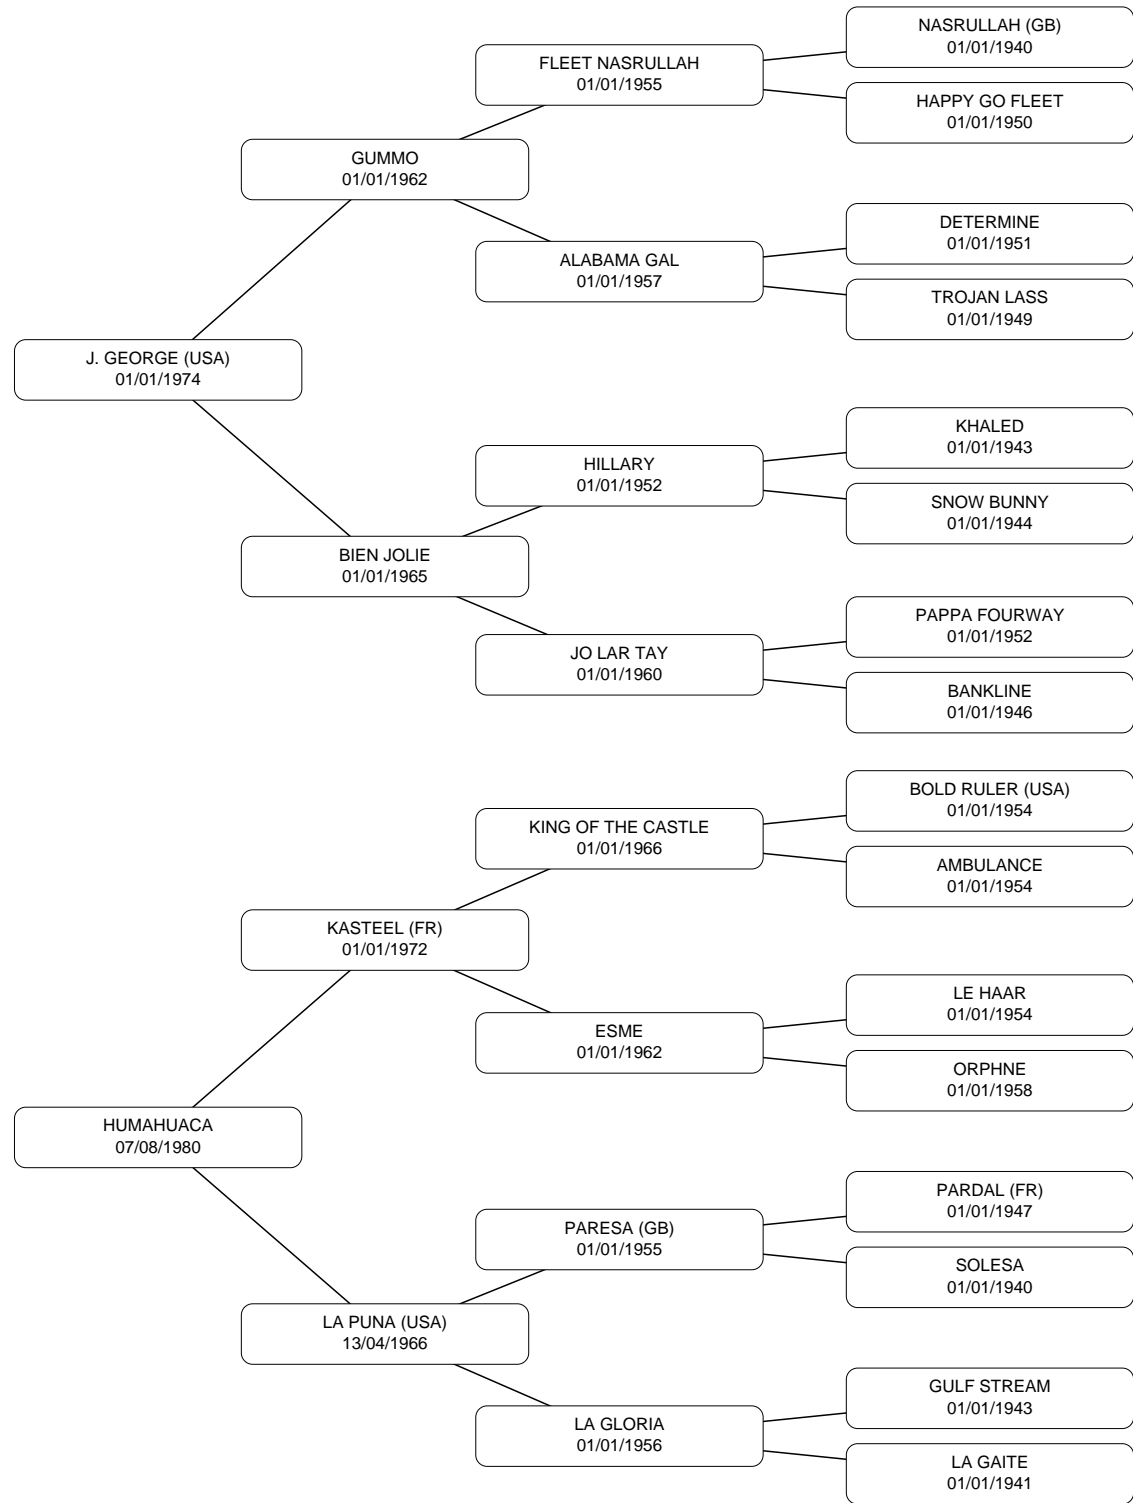 NASRULLAH (GB)
01/01/1940
FLEET NASRULLAH
01/01/1955
HAPPY GO FLEET
01/01/1950
GUMMO
01/01/1962
DETERMINE
01/01/1951
ALABAMA GAL
01/01/1957
TROJAN LASS
01/01/1949
J. GEORGE (USA)
01/01/1974
KHALED
01/01/1943
HILLARY
01/01/1952
SNOW BUNNY
01/01/1944
BIEN JOLIE
01/01/1965
PAPPA FOURWAY
01/01/1952
JO LAR TAY
01/01/1960
BANKLINE
01/01/1946
BOLD RULER (USA)
01/01/1954
KING OF THE CASTLE
01/01/1966
AMBULANCE
01/01/1954
KASTEEL (FR)
01/01/1972
LE HAAR
01/01/1954
ESME
01/01/1962
ORPHNE
01/01/1958
HUMAHUACA
07/08/1980
PARDAL (FR)
01/01/1947
PARESA (GB)
01/01/1955
SOLESA
01/01/1940
LA PUNA (USA)
13/04/1966
GULF STREAM
01/01/1943
LA GLORIA
01/01/1956
LA GAITE
01/01/1941